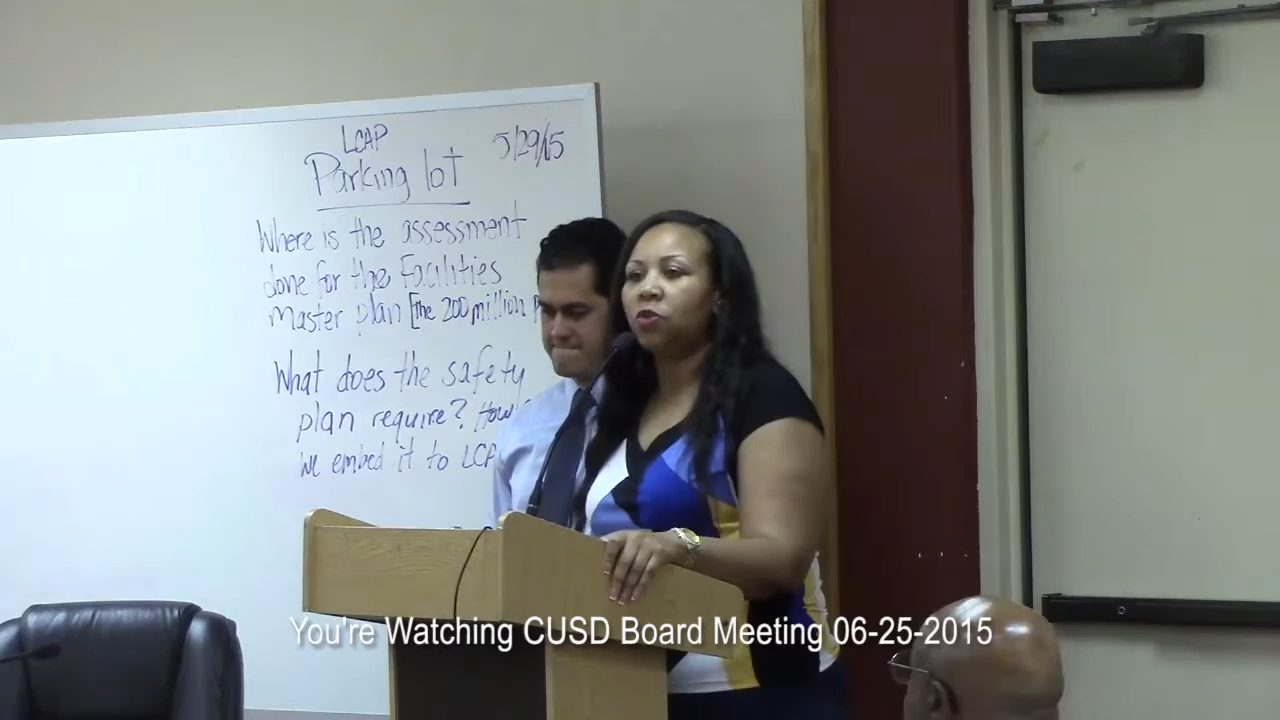 LCAP
Parking lot 5/29/15
Where is the assessment
done for the Facilities
Master plan [the 200 million
What does the safety
plan require? How
we embed it to LCA
You're Watching CUSD Board Meeting 06-25-2015